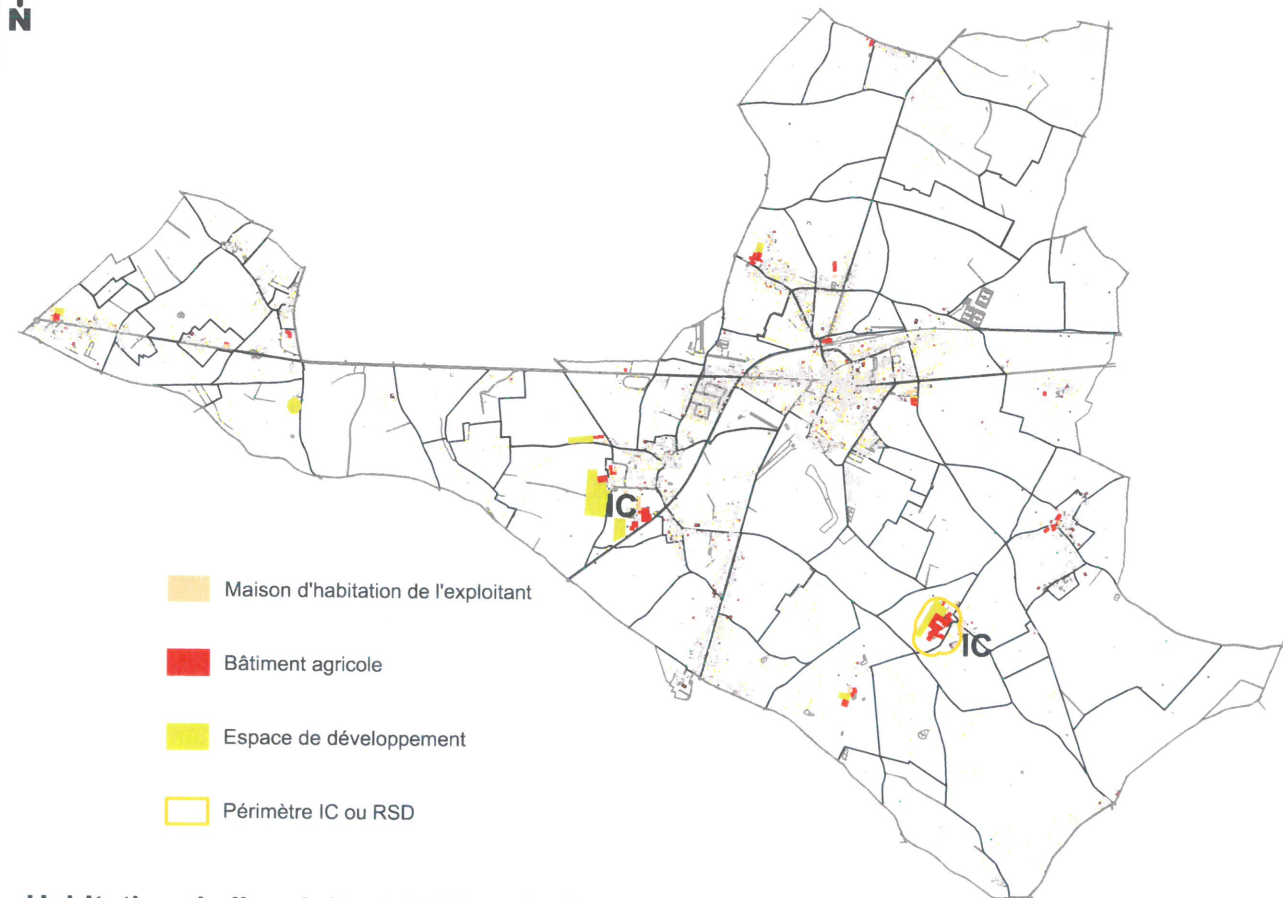 N
IC
IC
Maison d'habitation de l'exploitant
Bâtiment agricole
Espace de développement
Périmètre IC ou RSD